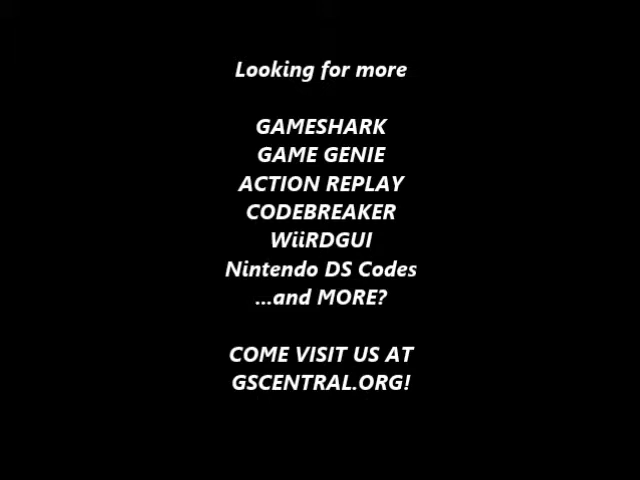 Looking for more
GAMESHARK
GAME GENIE
ACTION REPLAY
CODEBREAKER
WiiRDGUI
Nintendo DS Codes
...and MORE?
COME VISIT US AT
GSCENTRAL.ORG!